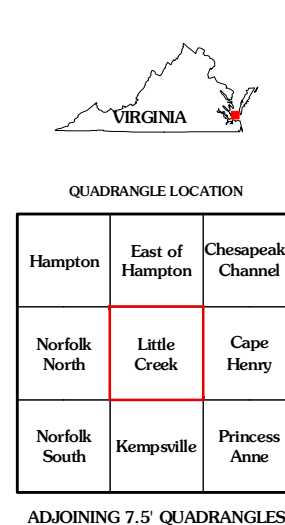 VIRGINIA
QUADRANGLE LOCATION
Hampton
East of
Hampton
Chesapeak
Channel
Norfolk
North
Little
Creek
Cape
Henry
Norfolk
South
Kempsville
Princess
Anne
ADJOINING 7.5' QUADRANGLES